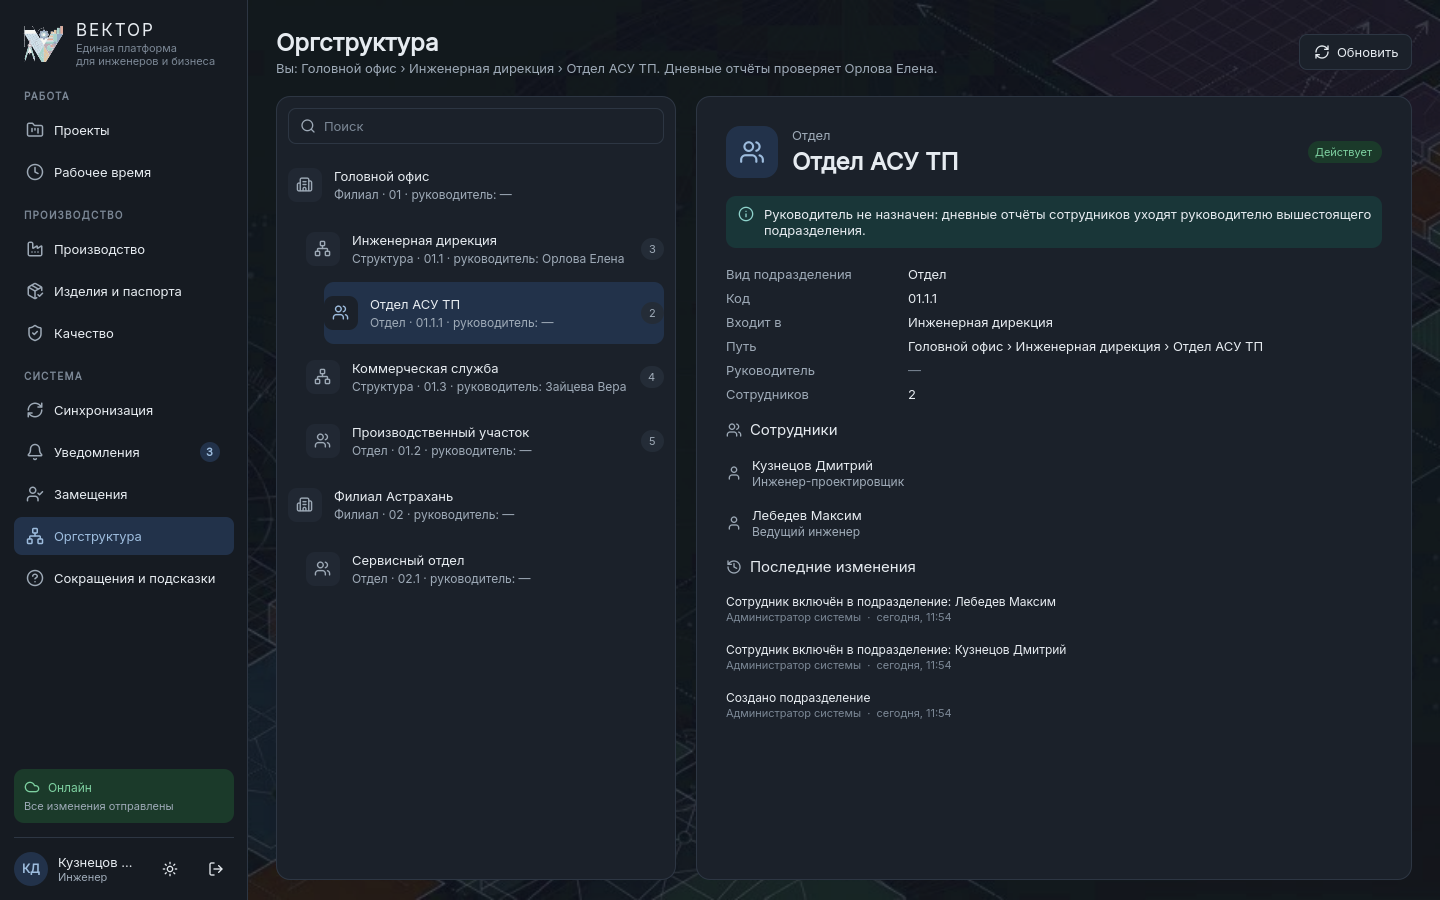 ВЕКТОР
Единая платформа
для инженеров и бизнеса
РАБОТА
Проекты
Рабочее время
ПРОИЗВОДСТВО
Производство
Изделия и паспорта
Качество
СИСТЕМА
Синхронизация
Уведомления 3
Замещения
Оргструктура
Сокращения и подсказки
Онлайн
Все изменения отправлены
КД
Кузнецов ...
Инженер
Оргструктура
Вы: Головной офис › Инженерная дирекция › Отдел АСУ ТП. Дневные отчёты проверяет Орлова Елена.
Обновить
Поиск
Головной офис
Филиал · 01 · руководитель: —
Инженерная дирекция
Структура · 01.1 · руководитель: Орлова Елена
3
Отдел АСУ ТП
Отдел · 01.1.1 · руководитель: —
2
Коммерческая служба
Структура · 01.3 · руководитель: Зайцева Вера
4
Производственный участок
Отдел · 01.2 · руководитель: —
5
Филиал Астрахань
Филиал · 02 · руководитель: —
Сервисный отдел
Отдел · 02.1 · руководитель: —
Отдел
Отдел АСУ ТП
Действует
Руководитель не назначен: дневные отчёты сотрудников уходят руководителю вышестоящего
подразделения.
Вид подразделения Отдел
Код 01.1.1
Входит в Инженерная дирекция
Путь Головной офис › Инженерная дирекция › Отдел АСУ ТП
Руководитель —
Сотрудников 2
Сотрудники
Кузнецов Дмитрий
Инженер-проектировщик
Лебедев Максим
Ведущий инженер
Последние изменения
Сотрудник включён в подразделение: Лебедев Максим
Администратор системы · сегодня, 11:54
Сотрудник включён в подразделение: Кузнецов Дмитрий
Администратор системы · сегодня, 11:54
Создано подразделение
Администратор системы · сегодня, 11:54